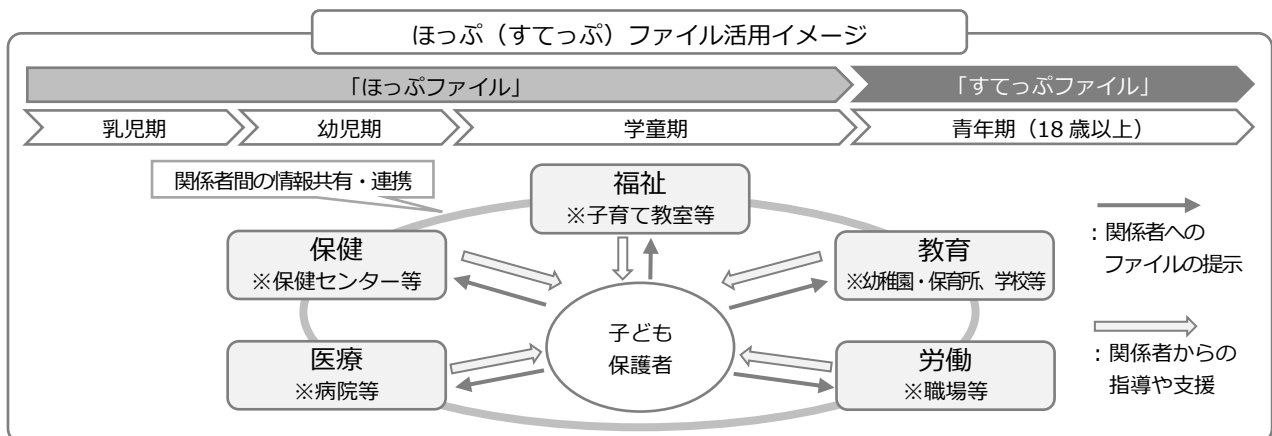 ほっぷ（すてっぷ）ファイル活用イメージ
「ほっぷファイル」
「すてっぷファイル」
乳児期
幼児期
学童期
青年期（18 歳以上）
関係者間の情報共有・連携
福祉
※子育て教室等
保健
※保健センター等
教育
※幼稚園・保育所、学校等
子ども
保護者
医療
※病院等
労働
※職場等
：関係者への
ファイルの提示
：関係者からの
指導や支援